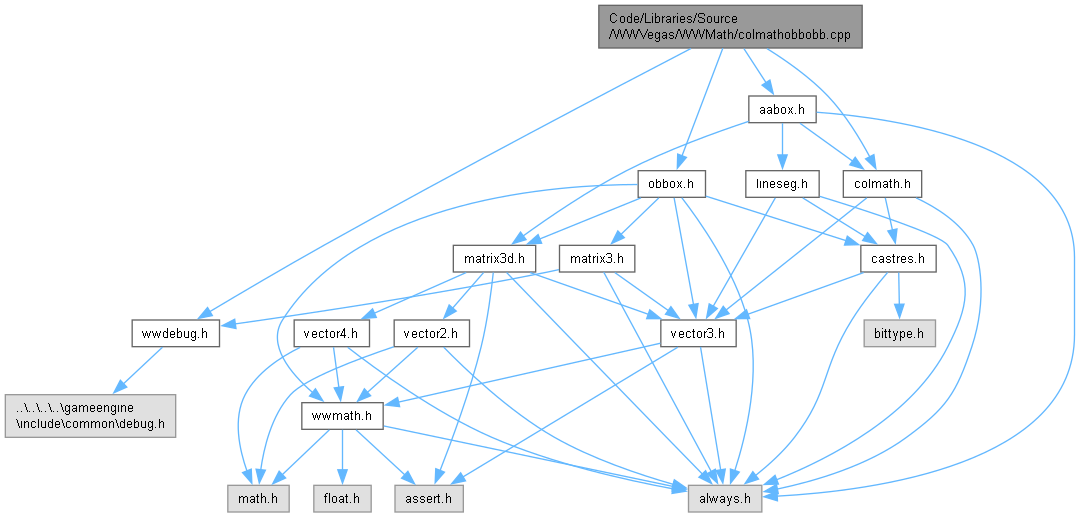 Code/Libraries/Source
/WWVegas/WWMath/colmathobbobb.cpp
aabox.h
obbox.h
lineseg.h
colmath.h
matrix3d.h
matrix3.h
castres.h
wwdebug.h
vector4.h
vector2.h
vector3.h
bittype.h
..\..\..\..\gameengine
\include\common\debug.h
wwmath.h
math.h
float.h
assert.h
always.h